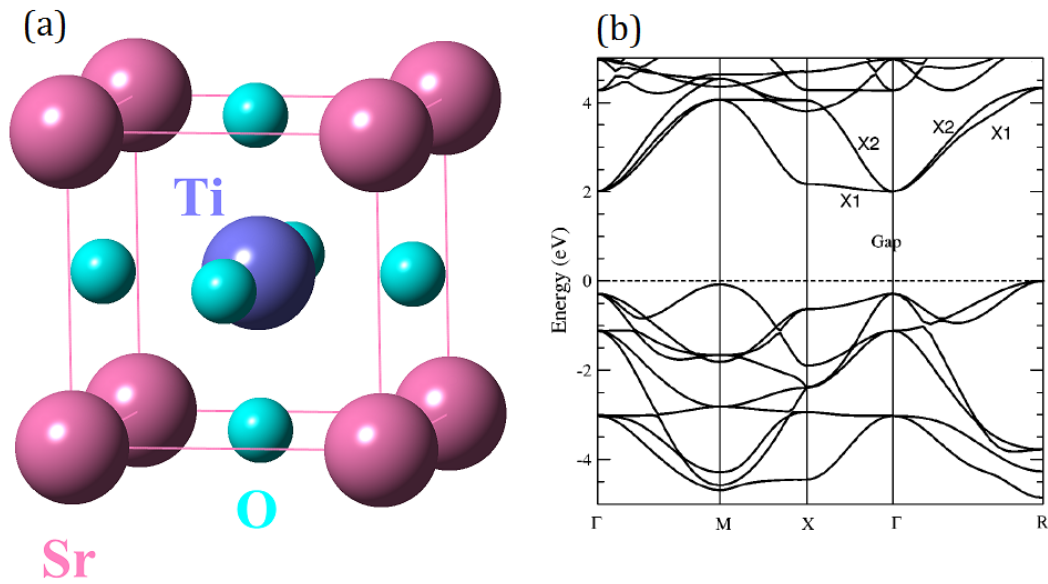 (a)
Ti
O
Sr
(b)
Energy (eV)
4
2
0
-2
-4
X2
X1
X2
X1
Gap
Γ
M
X
Γ
R